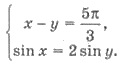 x − y = 5π/3,
sin x = 2 sin y.